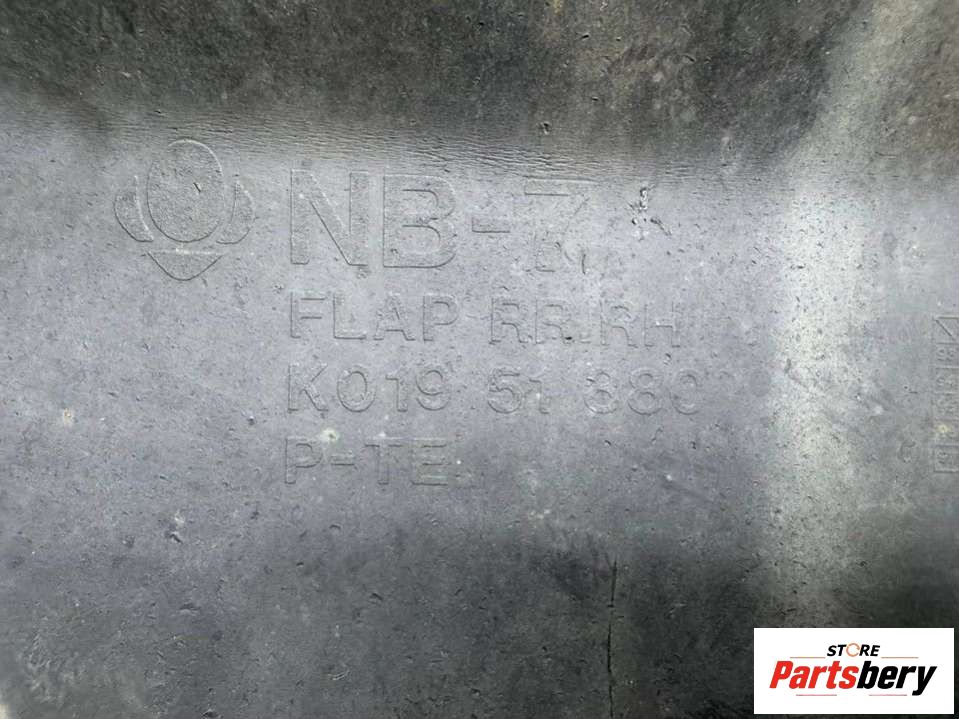 NB-7
FLAP RR.RH
K019 51 880
P-TE
STORE
Partsbery